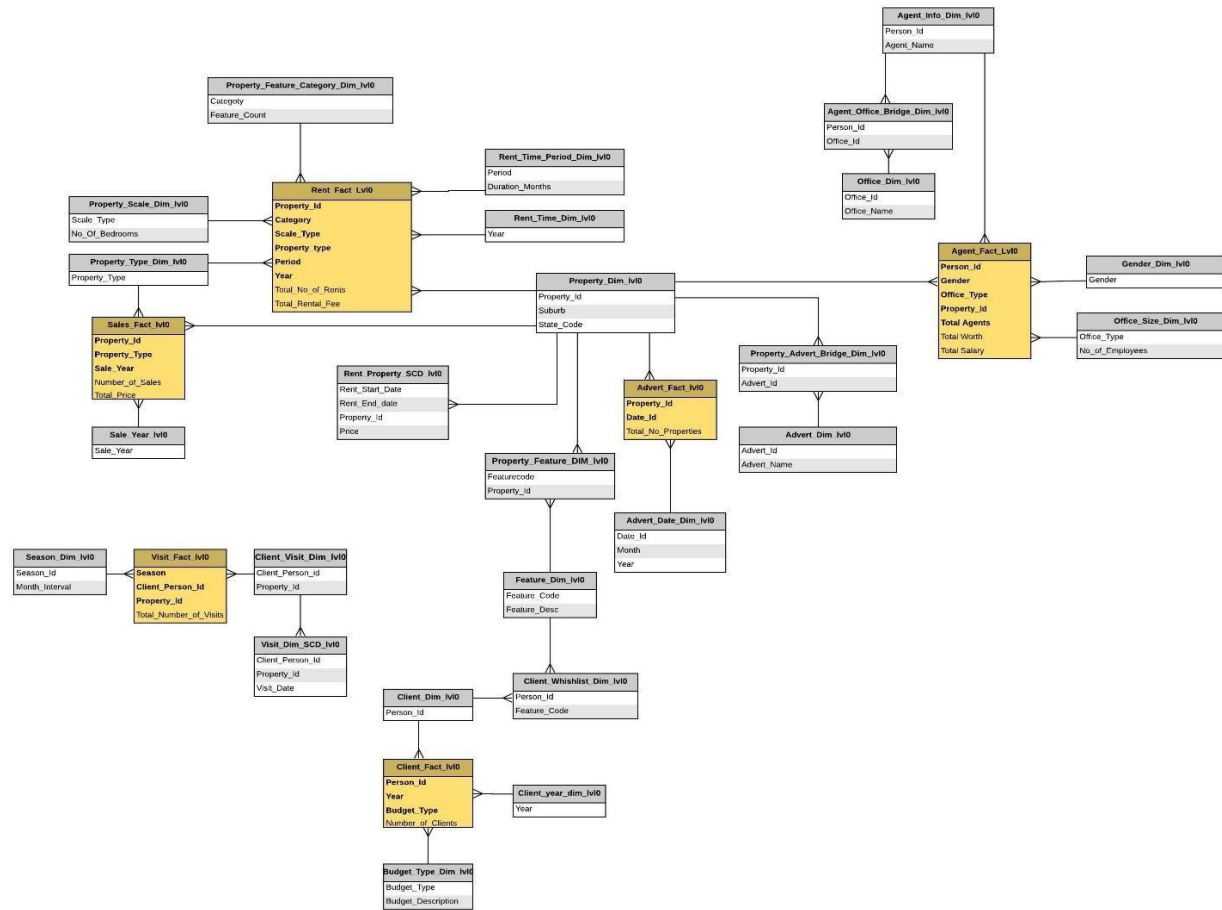 Agent_Info_Dim_lvl0
Person_Id
Agent_Name
Property_Feature_Category_Dim_lvl0
Categoty
Feature_Count
Agent_Office_Bridge_Dim_lvl0
Person_Id
Office_Id
Rent_Time_Period_Dim_lvl0
Period
Duration_Months
Office_Dim_lvl0
Office_Id
Office_Name
Rent_Fact_Lvl0
Property_Id
Category
Scale_Type
Property_type
Period
Year
Total_No_of_Rents
Total_Rental_Fee
Property_Scale_Dim_lvl0
Scale_Type
No_Of_Bedrooms
Rent_Time_Dim_lvl0
Year
Property_Type_Dim_lvl0
Property_Type
Agent_Fact_Lvl0
Person_Id
Gender
Office_Type
Property_Id
Total Agents
Total Worth
Total Salary
Gender_Dim_lvl0
Gender
Property_Dim_lvl0
Property_Id
Suburb
State_Code
Office_Size_Dim_lvl0
Office_Type
No_of_Employees
Sales_Fact_lvl0
Property_Id
Property_Type
Sale_Year
Number_of_Sales
Total_Price
Property_Advert_Bridge_Dim_lvl0
Property_Id
Advert_Id
Rent_Property_SCD_lvl0
Rent_Start_Date
Rent_End_date
Property_Id
Price
Advert_Fact_lvl0
Property_Id
Date_Id
Total_No_Properties
Sale_Year_lvl0
Sale_Year
Advert_Dim_lvl0
Advert_Id
Advert_Name
Property_Feature_DIM_lvl0
Featurecode
Property_Id
Advert_Date_Dim_lvl0
Date_Id
Month
Year
Season_Dim_lvl0
Season_Id
Month_Interval
Visit_Fact_lvl0
Season
Client_Person_Id
Property_Id
Total_Number_of_Visits
Client_Visit_Dim_lvl0
Client_Person_id
Property_Id
Feature_Dim_lvl0
Feature_Code
Feature_Desc
Visit_Dim_SCD_lvl0
Client_Person_Id
Property_Id
Visit_Date
Client_Whishlist_Dim_lvl0
Person_Id
Feature_Code
Client_Dim_lvl0
Person_Id
Client_Fact_lvl0
Person_Id
Year
Budget_Type
Number_of_Clients
Client_year_dim_lvl0
Year
Budget_Type_Dim_lvl0
Budget_Type
Budget_Description